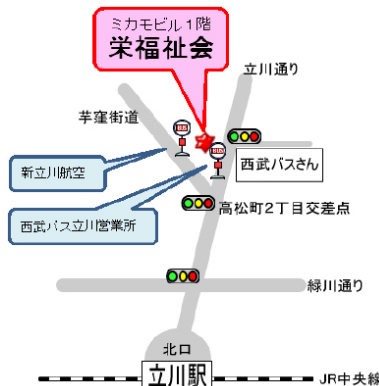 ミカモビル1階
栄福祉会
立川通り
芋窪街道
BUS
BUS
新立川航空
西武バスさん
西武バス立川営業所
高松町2丁目交差点
緑川通り
北口
立川駅
JR中央線